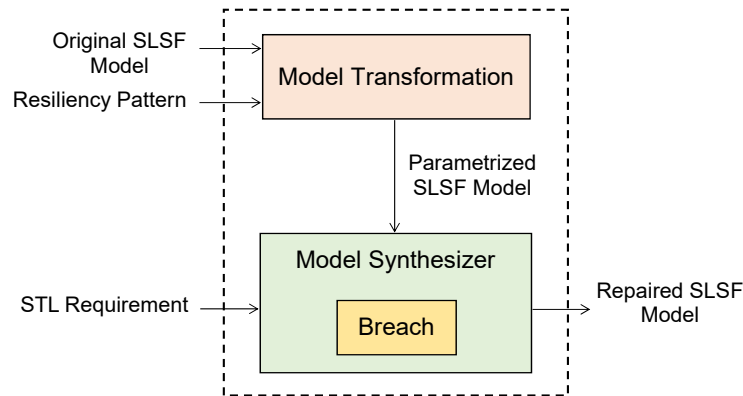 Original SLSF
Model
Resiliency Pattern
Model Transformation
Parametrized
SLSF Model
Model Synthesizer
STL Requirement
Breach
Repaired SLSF
Model